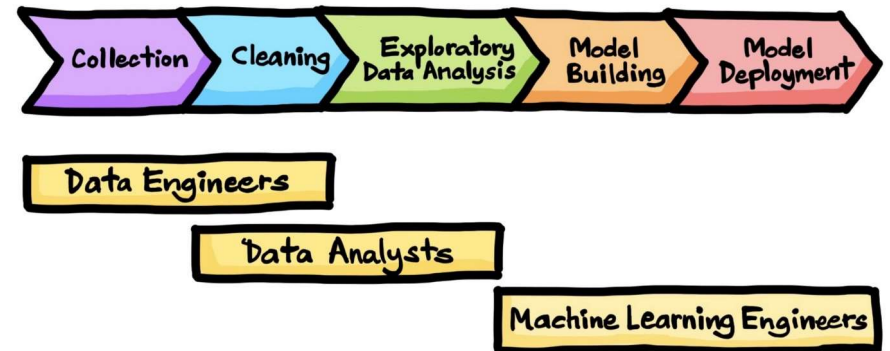 Collection
Cleaning
Exploratory
Data Analysis
Model
Building
Model
Deployment
Data Engineers
Data Analysts
Machine Learning Engineers